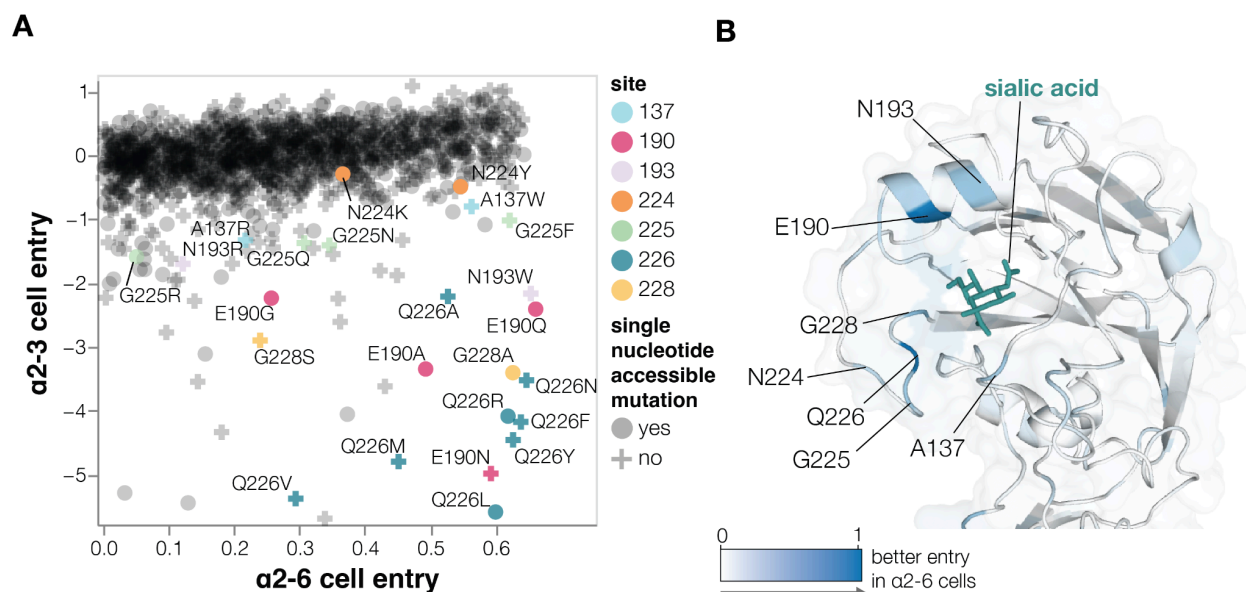 A
B
1
0
−1
−2
−3
−4
−5
α2-3 cell entry
0.0
0.1
0.2
0.3
0.4
0.5
0.6
α2-6 cell entry
N224Y
A137W
N224K
G225F
A137R
G225N
N193R
G225Q
G225R
N193W
E190G
Q226A
E190Q
G228S
E190A
G228A
Q226N
Q226R
Q226F
Q226M
Q226Y
E190N
Q226V
Q226L
site
137
190
193
224
225
226
228
single
nucleotide
accessible
mutation
yes
no
sialic acid
N193
E190
G228
N224
Q226
G225
A137
0
1
better entry
in α2-6 cells